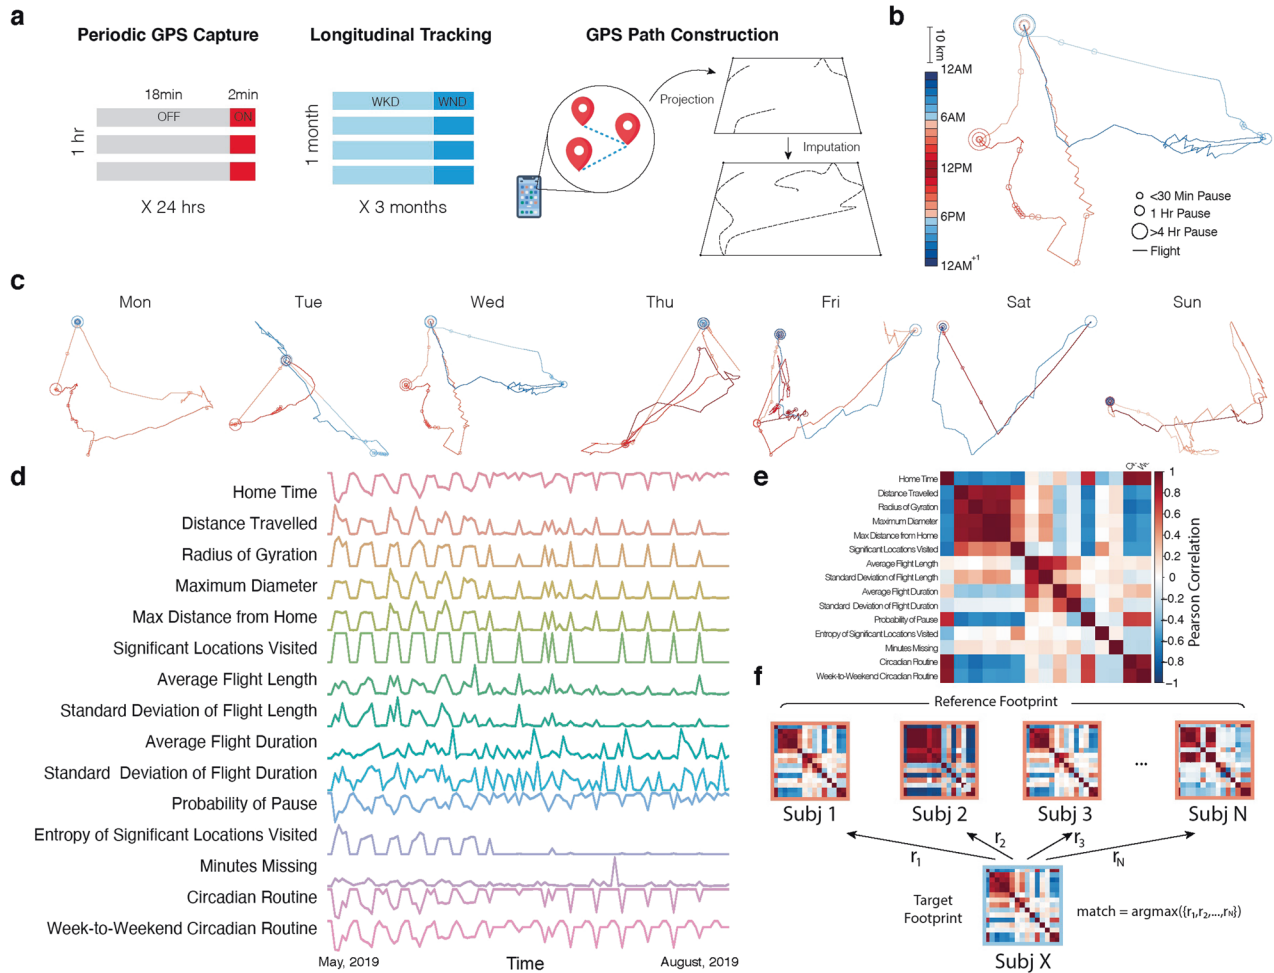 a
Periodic GPS Capture
18min
2min
OFF
ON
1 hr
X 24 hrs
Longitudinal Tracking
WKD
WND
1 month
X 3 months
GPS Path Construction
Projection
Imputation
b
10 km
12AM
6AM
12PM
6PM
12AM+1
<30 Min Pause
1 Hr Pause
>4 Hr Pause
Flight
c
Mon
Tue
Wed
Thu
Fri
Sat
Sun
d
Home Time
Distance Travelled
Radius of Gyration
Maximum Diameter
Max Distance from Home
Significant Locations Visited
Average Flight Length
Standard Deviation of Flight Length
Average Flight Duration
Standard Deviation of Flight Duration
Probability of Pause
Entropy of Significant Locations Visited
Minutes Missing
Circadian Routine
Week-to-Weekend Circadian Routine
May, 2019
Time
August, 2019
e
Home Time
Distance Travelled
Radius of Gyration
Maximum Diameter
Max Distance from Home
Significant Locations Visited
Average Flight Length
Standard Deviation of Flight Length
Average Flight Duration
Standard Deviation of Flight Duration
Probability of Pause
Entropy of Significant Locations Visited
Minutes Missing
Circadian Routine
Week-to-Weekend Circadian Routine
1
0.8
0.6
0.4
0.2
0
−0.2
−0.4
−0.6
−0.8
−1
Pearson Correlation
f
Reference Footprint
...
Subj 1
Subj 2
Subj 3
Subj N
r1
r2
r3
rN
Target
Footprint
match = argmax({r1,r2,...,rN})
Subj X